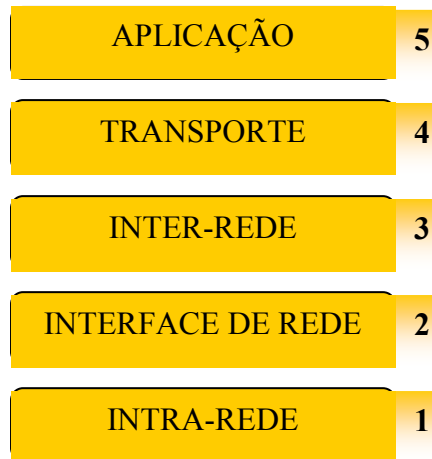 APLICAÇÃO 5
TRANSPORTE 4
INTER-REDE 3
INTERFACE DE REDE 2
INTRA-REDE 1